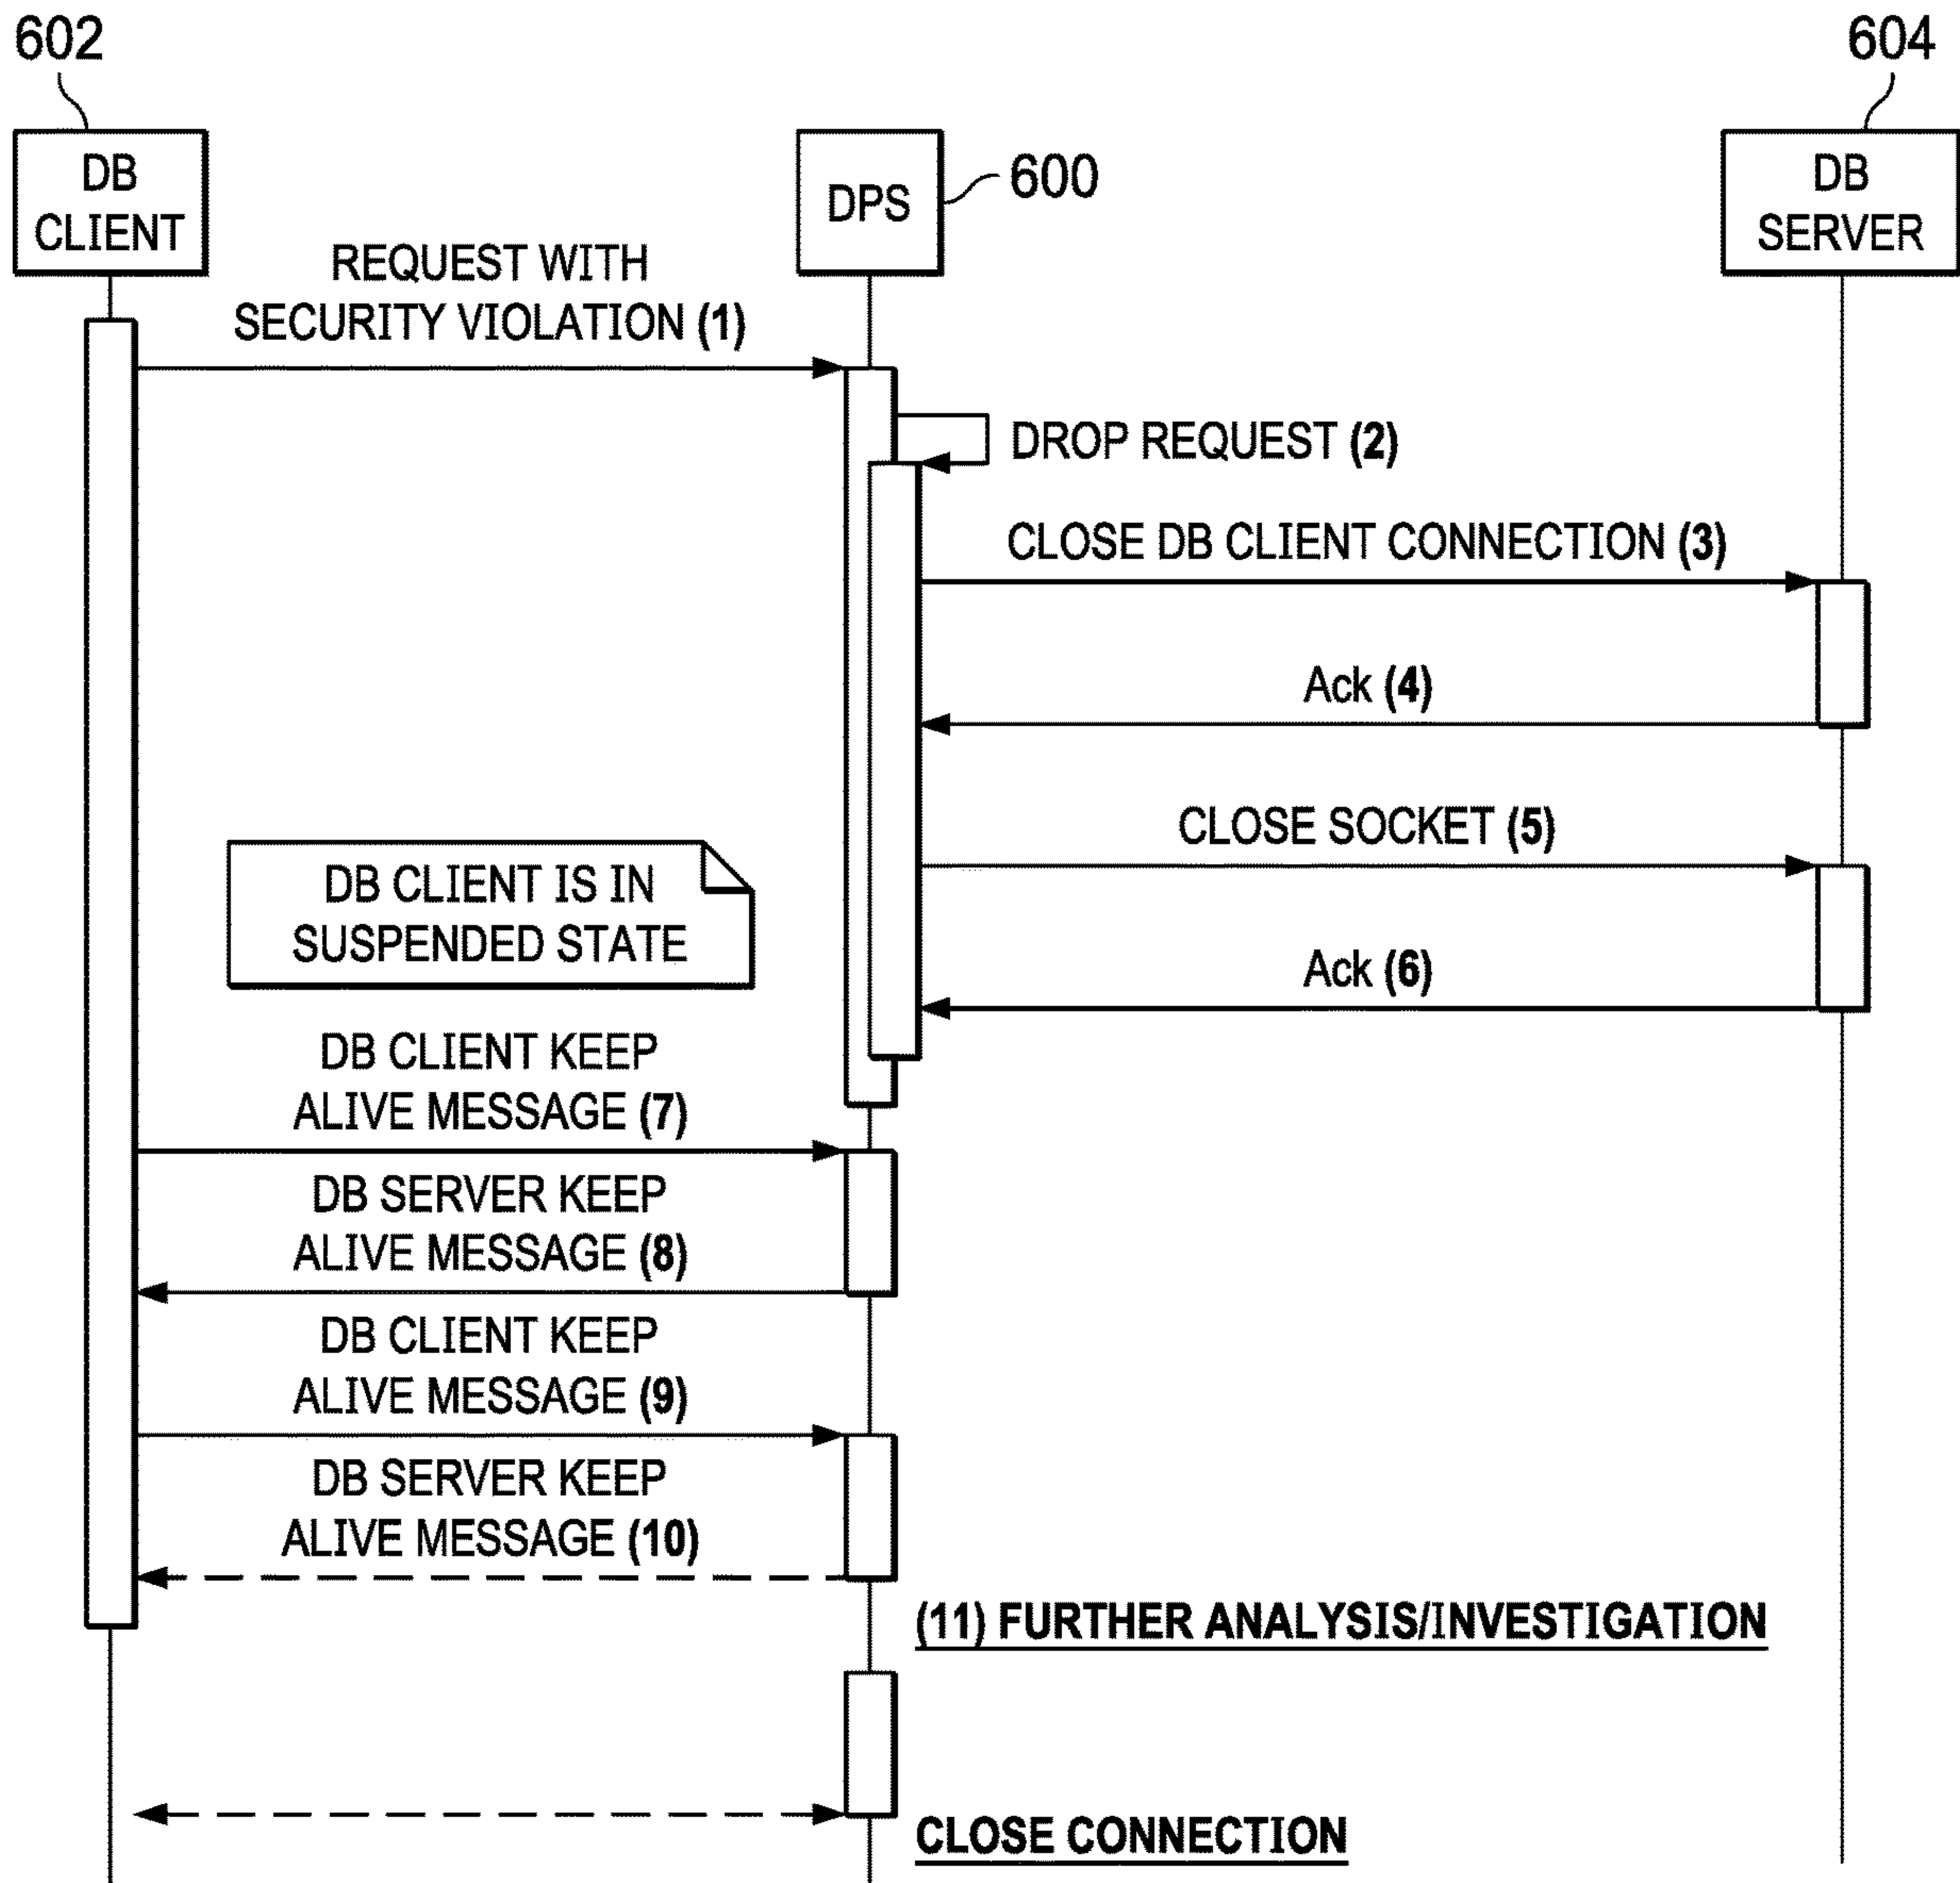 602
604
DB
CLIENT
DPS
600
DB
SERVER
REQUEST WITH
SECURITY VIOLATION (1)
DROP REQUEST (2)
CLOSE DB CLIENT CONNECTION (3)
Ack (4)
CLOSE SOCKET (5)
DB CLIENT IS IN
SUSPENDED STATE
Ack (6)
DB CLIENT KEEP
ALIVE MESSAGE (7)
DB SERVER KEEP
ALIVE MESSAGE (8)
DB CLIENT KEEP
ALIVE MESSAGE (9)
DB SERVER KEEP
ALIVE MESSAGE (10)
(11) FURTHER ANALYSIS/INVESTIGATION
CLOSE CONNECTION